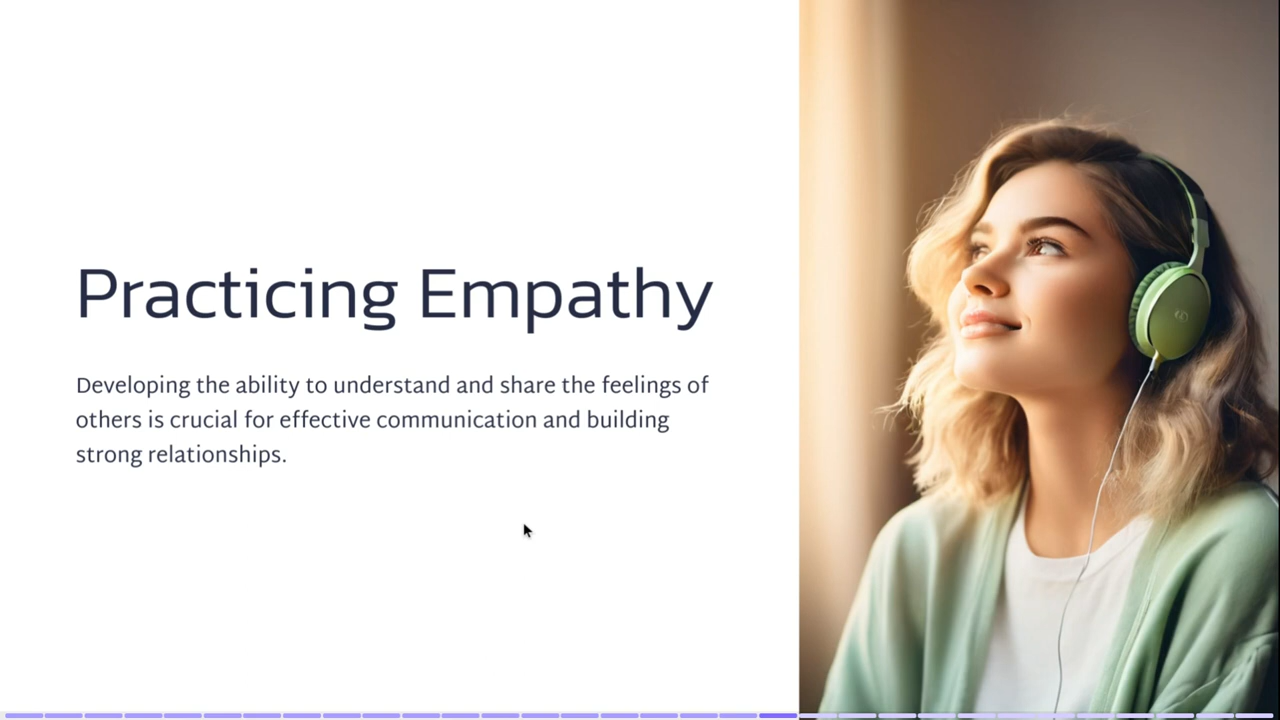 Practicing Empathy
Developing the ability to understand and share the feelings of
others is crucial for effective communication and building
strong relationships.